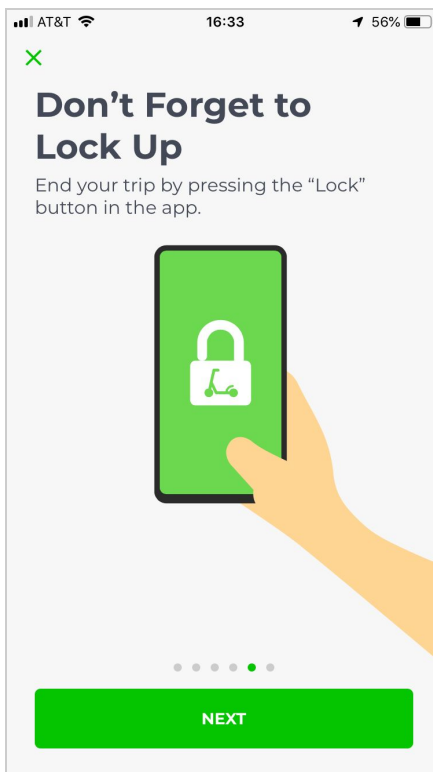 AT&T 16:33 56%
Don’t Forget to
Lock Up
End your trip by pressing the “Lock”
button in the app.
NEXT